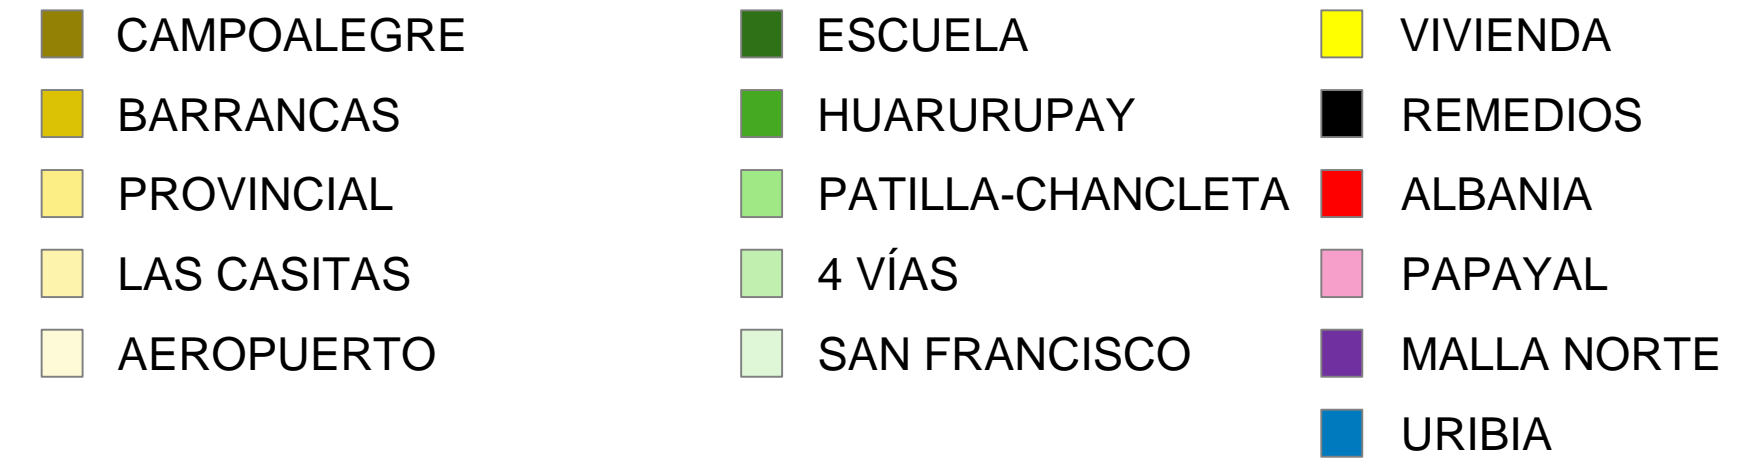 CAMPOALEGRE
BARRANCAS
PROVINCIAL
LAS CASITAS
AEROPUERTO
ESCUELA
HUARURUPAY
PATILLA-CHANCLETA
4 VÍAS
SAN FRANCISCO
VIVIENDA
REMEDIOS
ALBANIA
PAPAYAL
MALLA NORTE
URIBIA